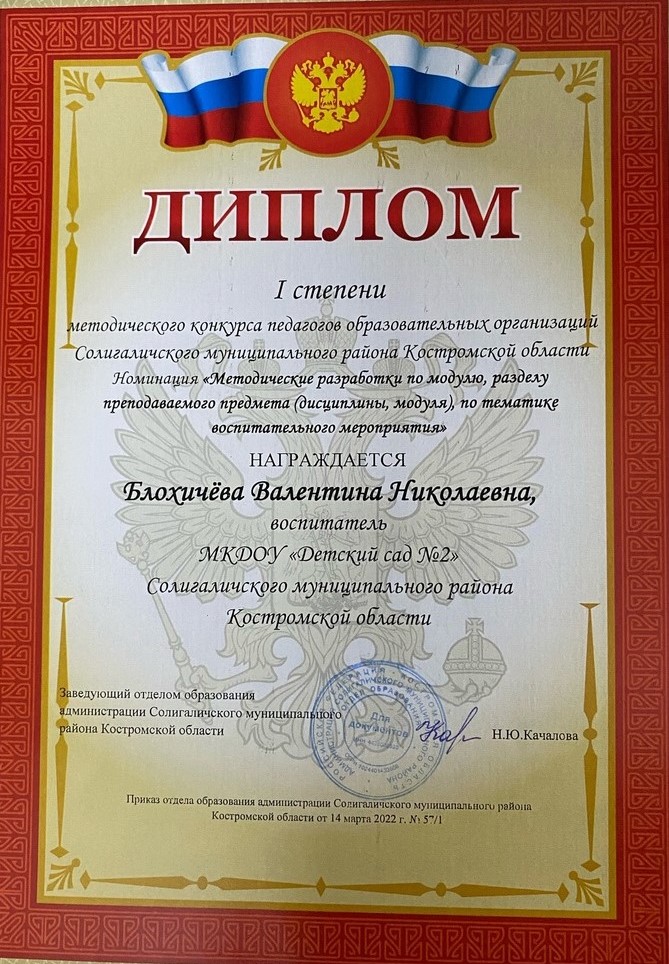 ДИПЛОМ
I степени
методического конкурса педагогов образовательных организаций
Солигаличского муниципального района Костромской области
Номинация «Методические разработки по модулю, разделу
преподаваемого предмета (дисциплины, модуля), по тематике
воспитательного мероприятия»
НАГРАЖДАЕТСЯ
Блохичёва Валентина Николаевна,
воспитатель
МКДОУ «Детский сад №2»
Солигаличского муниципального района
Костромской области
Заведующий отделом образования
администрации Солигаличского муниципального
района Костромской области
Н.Ю.Качалова
Для
документов
Приказ отдела образования администрации Солигаличского муниципального района
Костромской области от 14 марта 2022 г. № 57/1